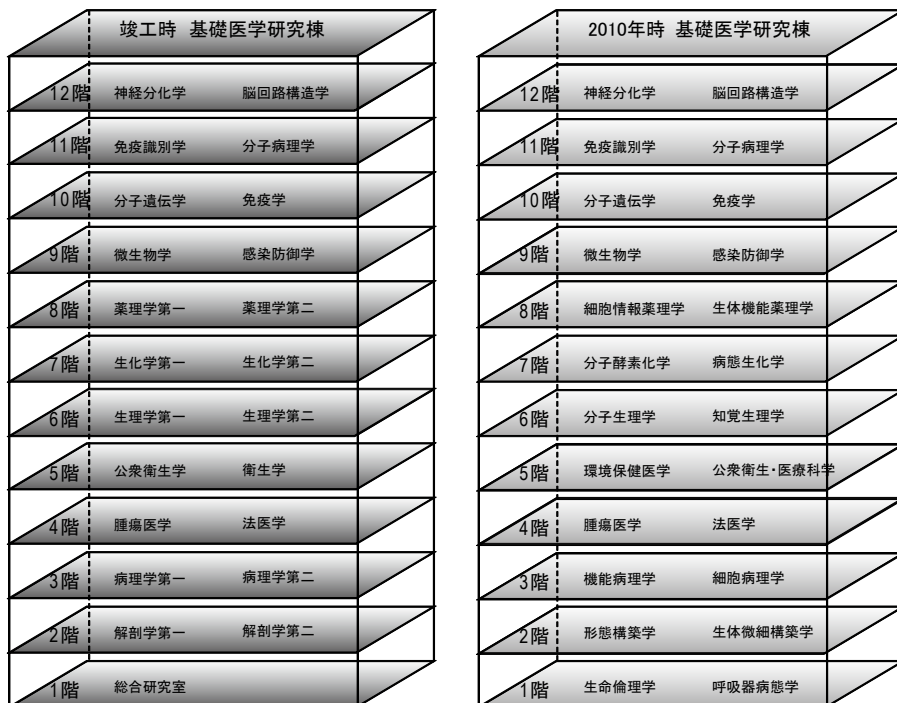 竣工時 基礎医学研究棟
12階 神経分化学 脳回路構造学
11階 免疫識別学 分子病理学
10階 分子遺伝学 免疫学
9階 微生物学 感染防御学
8階 薬理学第一 薬理学第二
7階 生化学第一 生化学第二
6階 生理学第一 生理学第二
5階 公衆衛生学 衛生学
4階 腫瘍医学 法医学
3階 病理学第一 病理学第二
2階 解剖学第一 解剖学第二
1階 総合研究室
2010年時 基礎医学研究棟
12階 神経分化学 脳回路構造学
11階 免疫識別学 分子病理学
10階 分子遺伝学 免疫学
9階 微生物学 感染防御学
8階 細胞情報薬理学 生体機能薬理学
7階 分子酵素化学 病態生化学
6階 分子生理学 知覚生理学
5階 環境保健医学 公衆衛生・医療科学
4階 腫瘍医学 法医学
3階 機能病理学 細胞病理学
2階 形態構築学 生体微細構築学
1階 生命倫理学 呼吸器病態学